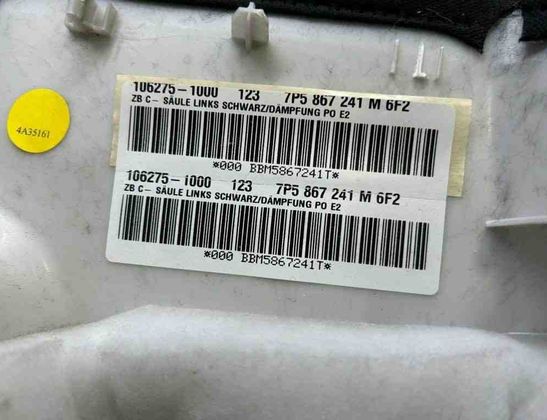 106275-1000 123 7P5 867 241 M 6F2
ZB C- SÄULE LINKS SCHWARZ/DÄMPFUNG PO E2
*000 BBM5867241T*
106275-1000 123 7P5 867 241 M 6F2
ZB C- SÄULE LINKS SCHWARZ/DÄMPFUNG PO E2
*000 BBM5867241T*
4A35161